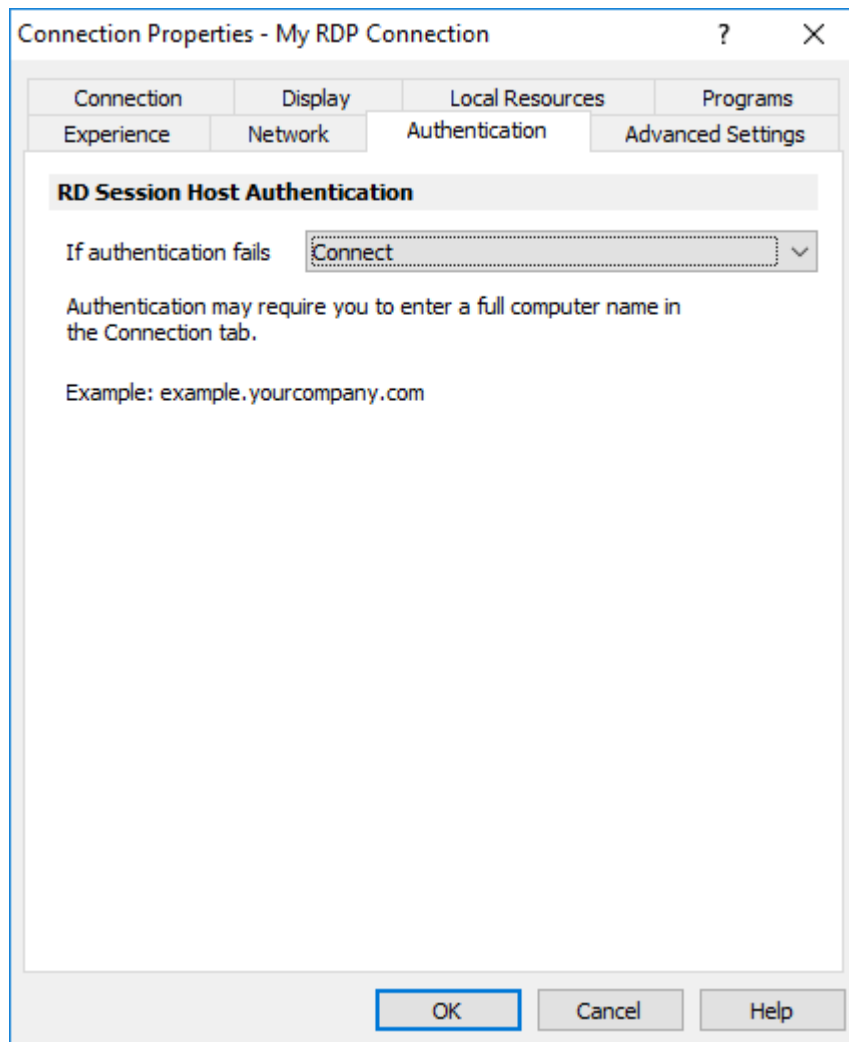 Connection Properties - My RDP Connection ? ×
Connection Display Local Resources Programs
Experience Network Authentication Advanced Settings
RD Session Host Authentication
If authentication fails Connect
Authentication may require you to enter a full computer name in
the Connection tab.
Example: example.yourcompany.com
OK Cancel Help